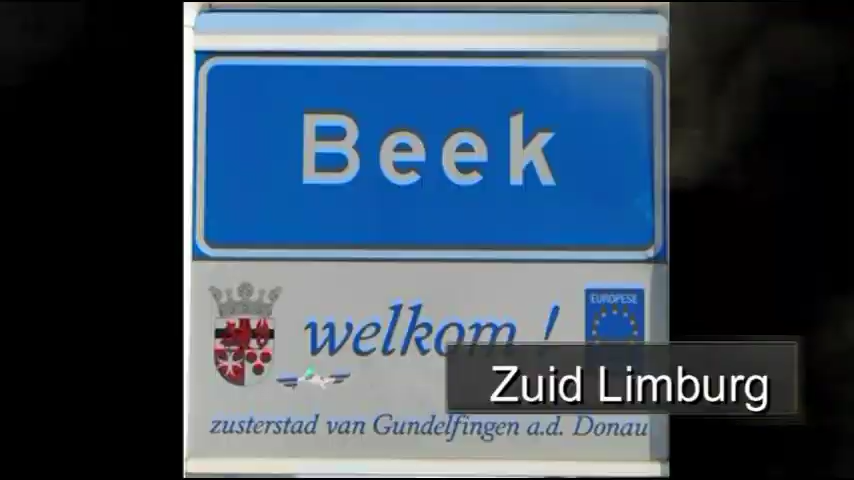 Beek
welkom !
EUROPESE
Zuid Limburg
zusterstad van Gundelfingen a.d. Donau